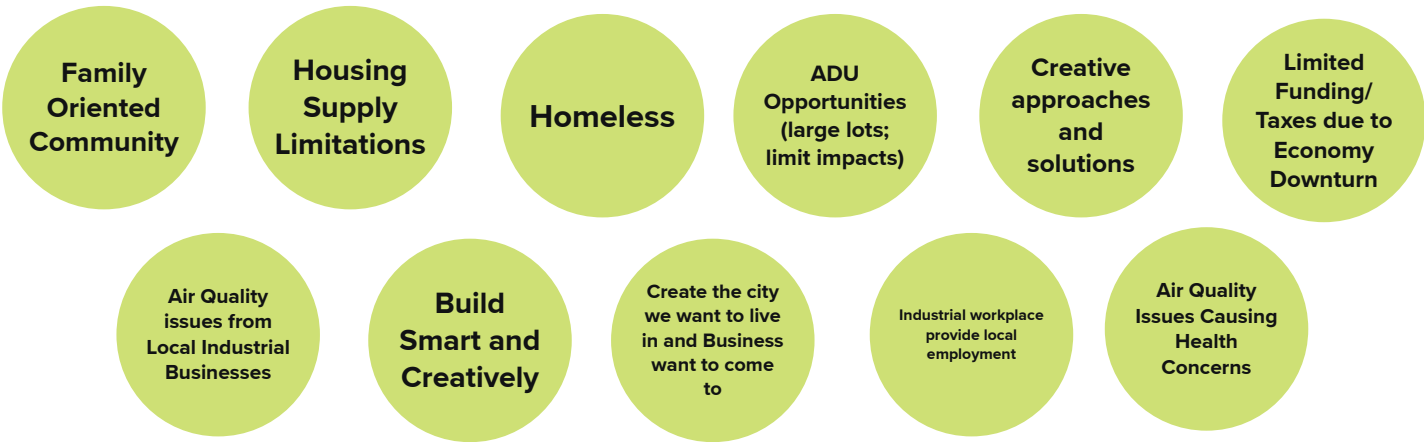 Family
Oriented
Community
Housing
Supply
Limitations
Homeless
ADU
Opportunities
(large lots;
limit impacts)
Creative
approaches
and
solutions
Limited
Funding/
Taxes due to
Economy
Downturn
Air Quality
issues from
Local Industrial
Businesses
Build
Smart and
Creatively
Create the city
we want to live
in and Business
want to come
to
Industrial workplace
provide local
employment
Air Quality
Issues Causing
Health
Concerns